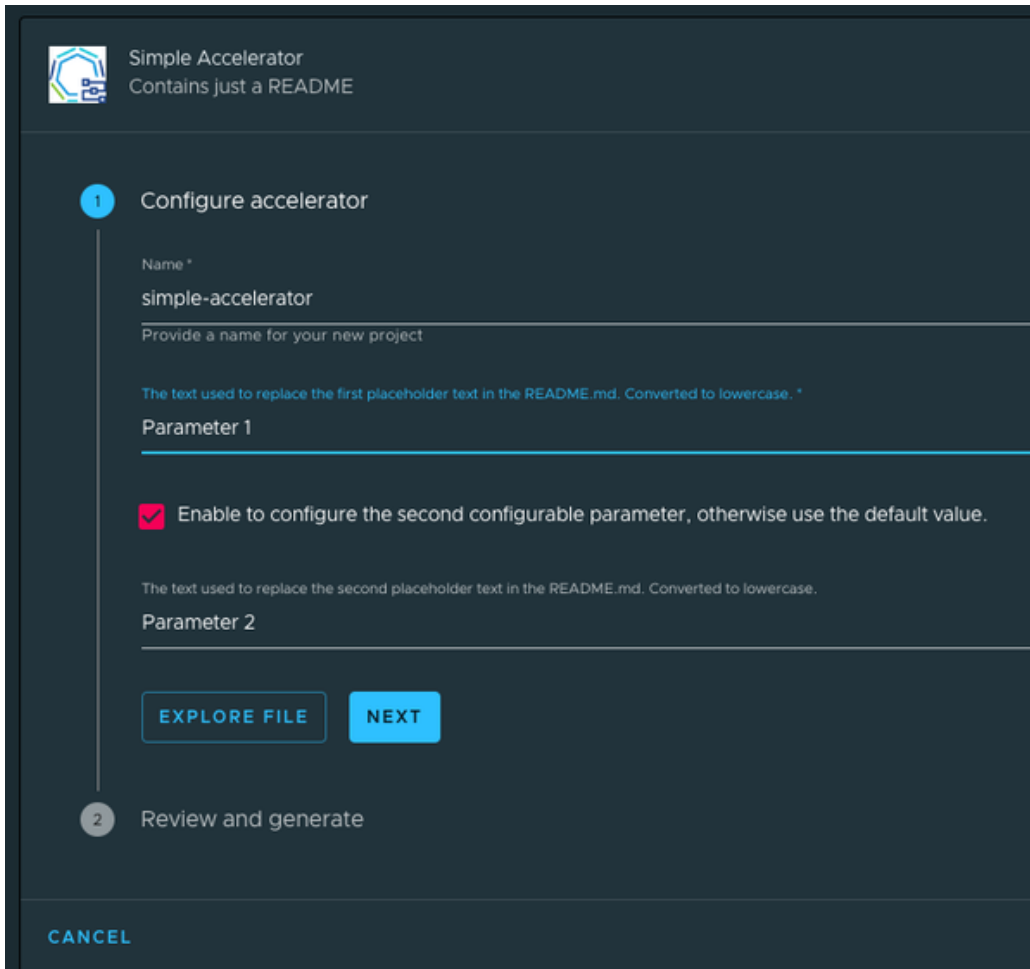 Simple Accelerator
Contains just a README
1 Configure accelerator
Name *
simple-accelerator
Provide a name for your new project
The text used to replace the first placeholder text in the README.md. Converted to lowercase. *
Parameter 1
Enable to configure the second configurable parameter, otherwise use the default value.
The text used to replace the second placeholder text in the README.md. Converted to lowercase.
Parameter 2
EXPLORE FILE NEXT
2 Review and generate
CANCEL